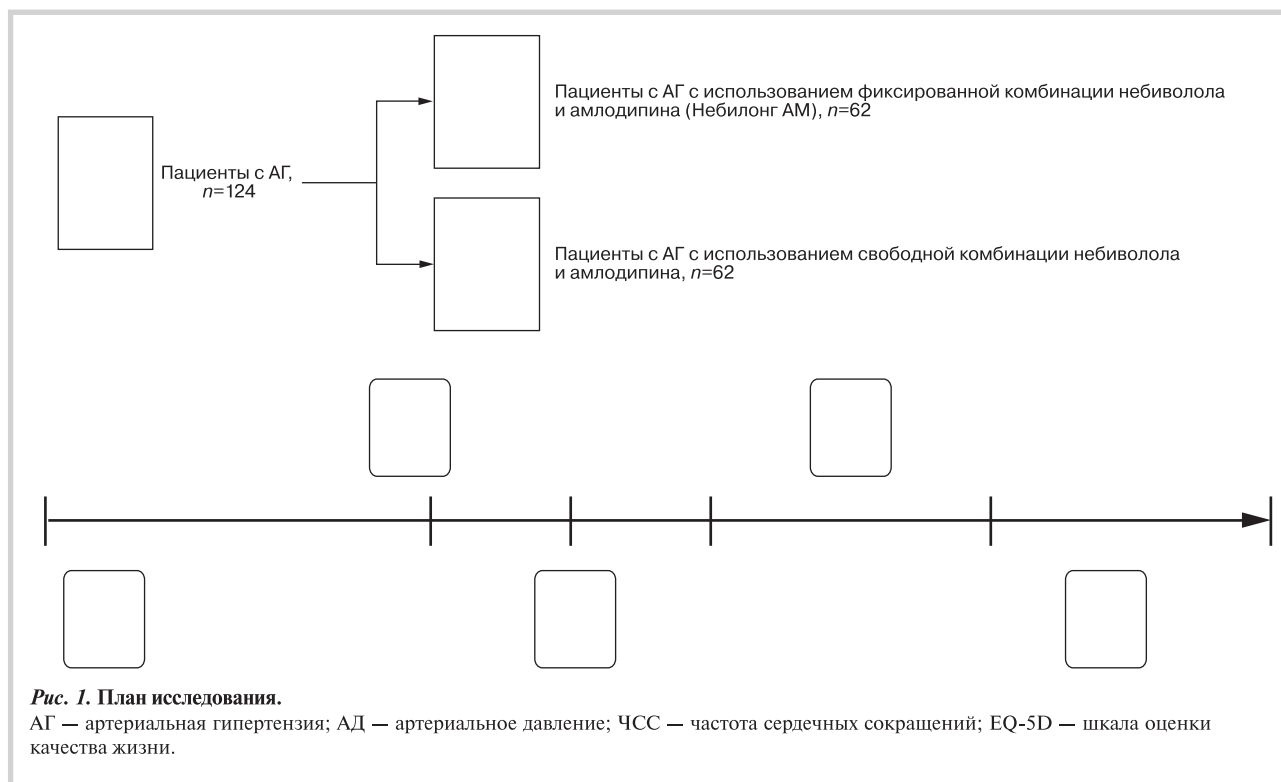 Пациенты с АГ с использованием фиксированной комбинации небиволола
и амлодипина (Небилонг АМ), n=62
Пациенты с АГ,
n=124
Пациенты с АГ с использованием свободной комбинации небиволола
и амлодипина, n=62
Рис. 1. План исследования.
АГ — артериальная гипертензия; АД — артериальное давление; ЧСС — частота сердечных сокращений; EQ-5D — шкала оценки
качества жизни.